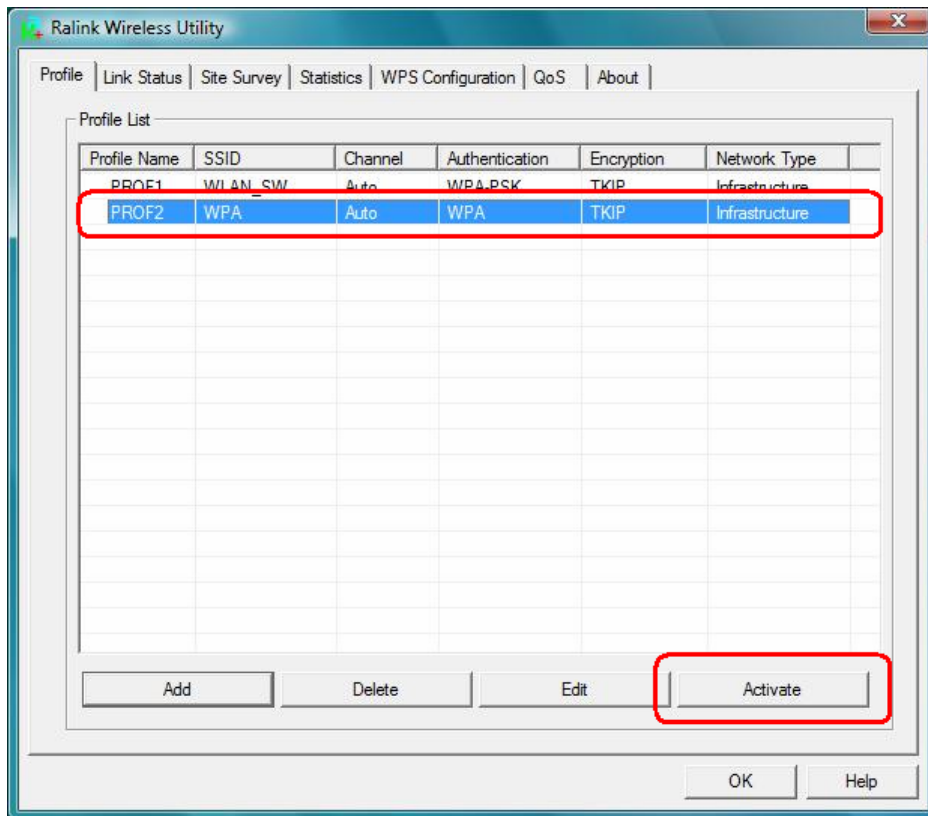 Ralink Wireless Utility
Profile Link Status Site Survey Statistics WPS Configuration QoS About
Profile List
Profile Name SSID Channel Authentication Encryption Network Type
PROF1 WLAN_SW Auto WPA-PSK TKIP Infrastructure
PROF2 WPA Auto WPA TKIP Infrastructure
Add Delete Edit Activate
OK Help